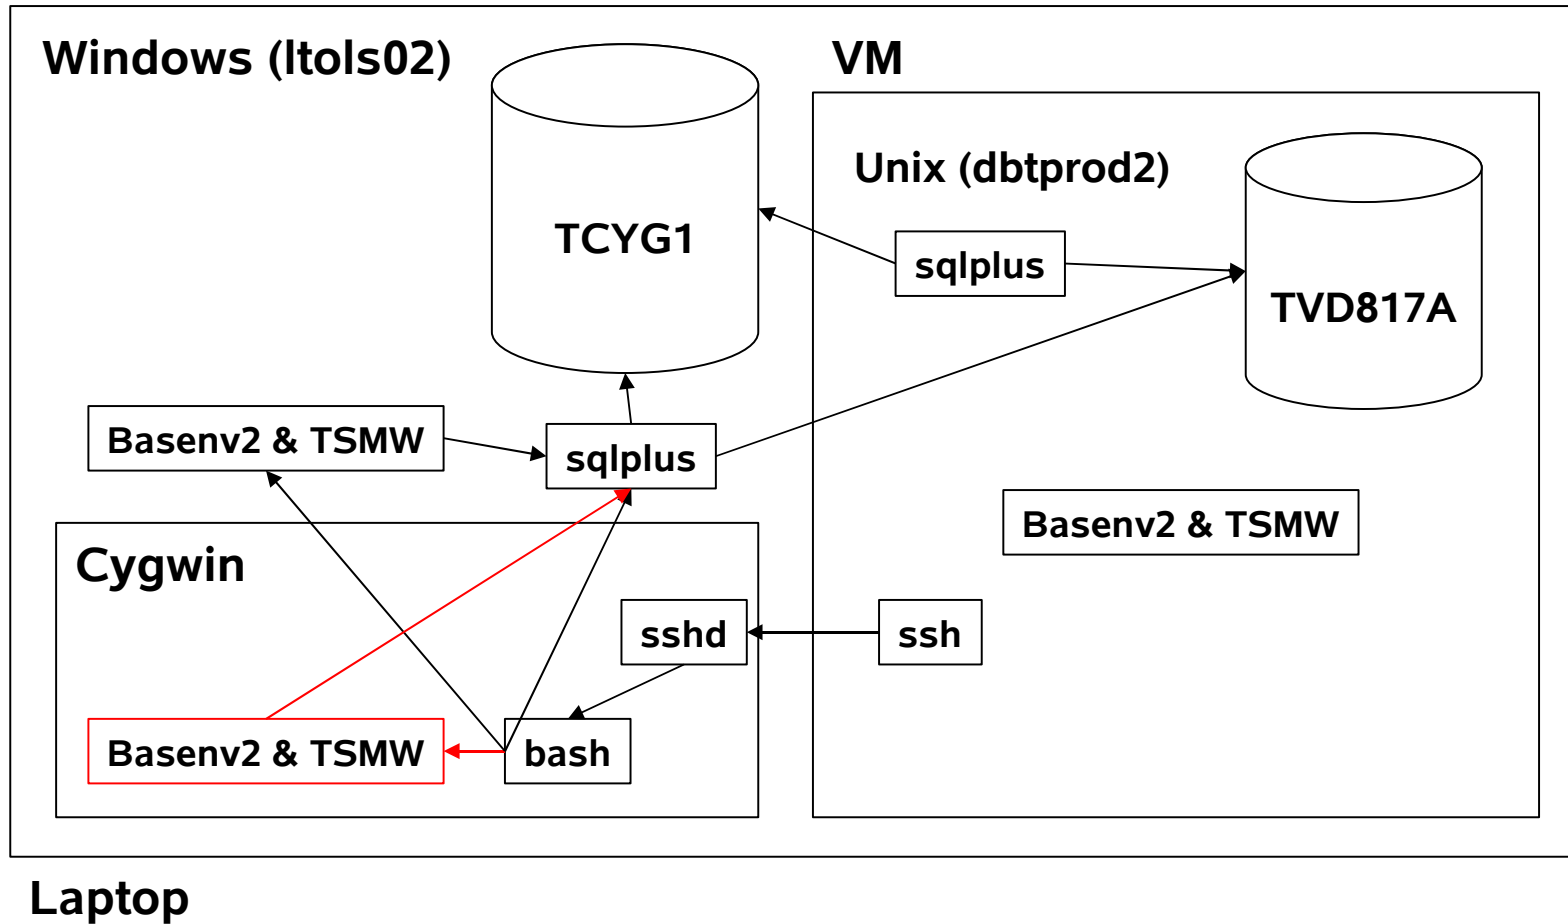 Windows (ltols02)
VM
Unix (dbtprod2)
TCYG1
sqlplus
TVD817A
Basenv2 & TSMW
sqlplus
Basenv2 & TSMW
Cygwin
sshd
ssh
Basenv2 & TSMW
bash
Laptop